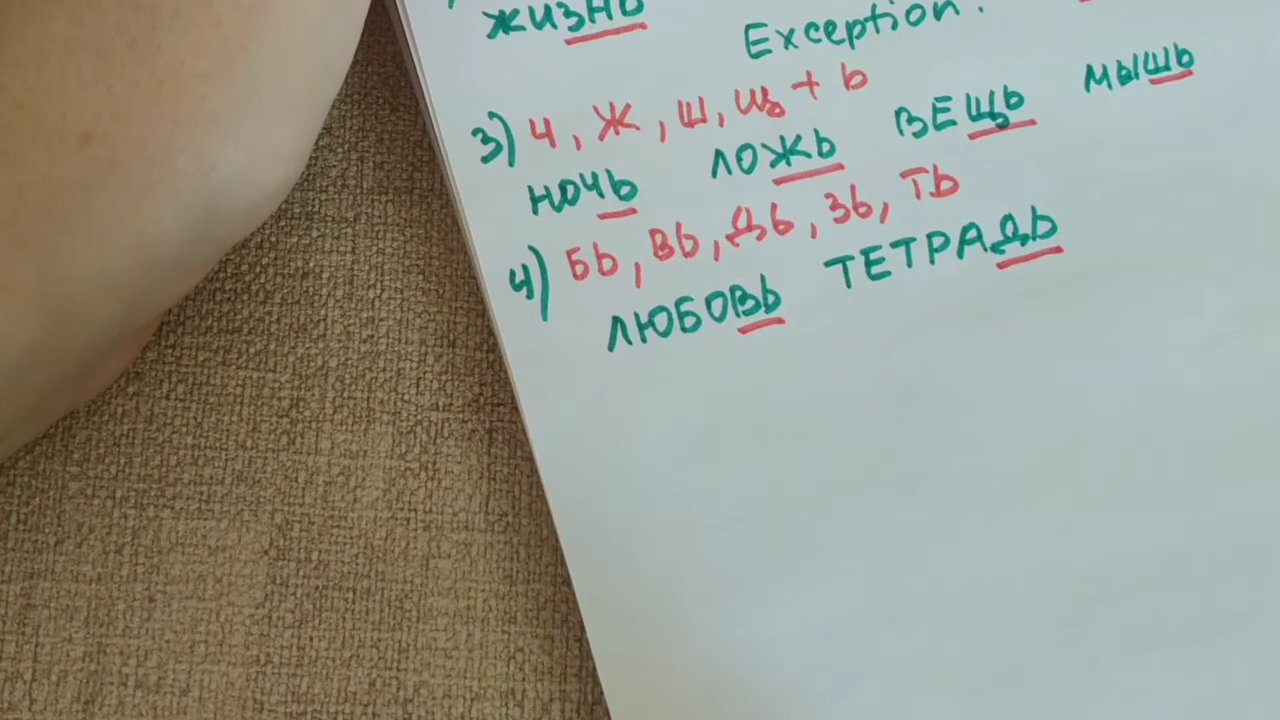 ЖИЗНЬ
Exception:
3) Ч, Ж, Ш, Щ + Ь
НОЧЬ ЛОЖЬ ВЕЩЬ МЫШЬ
4) БЬ, ВЬ, ДЬ, ЗЬ, ТЬ
ЛЮБОВЬ ТЕТРАДЬ